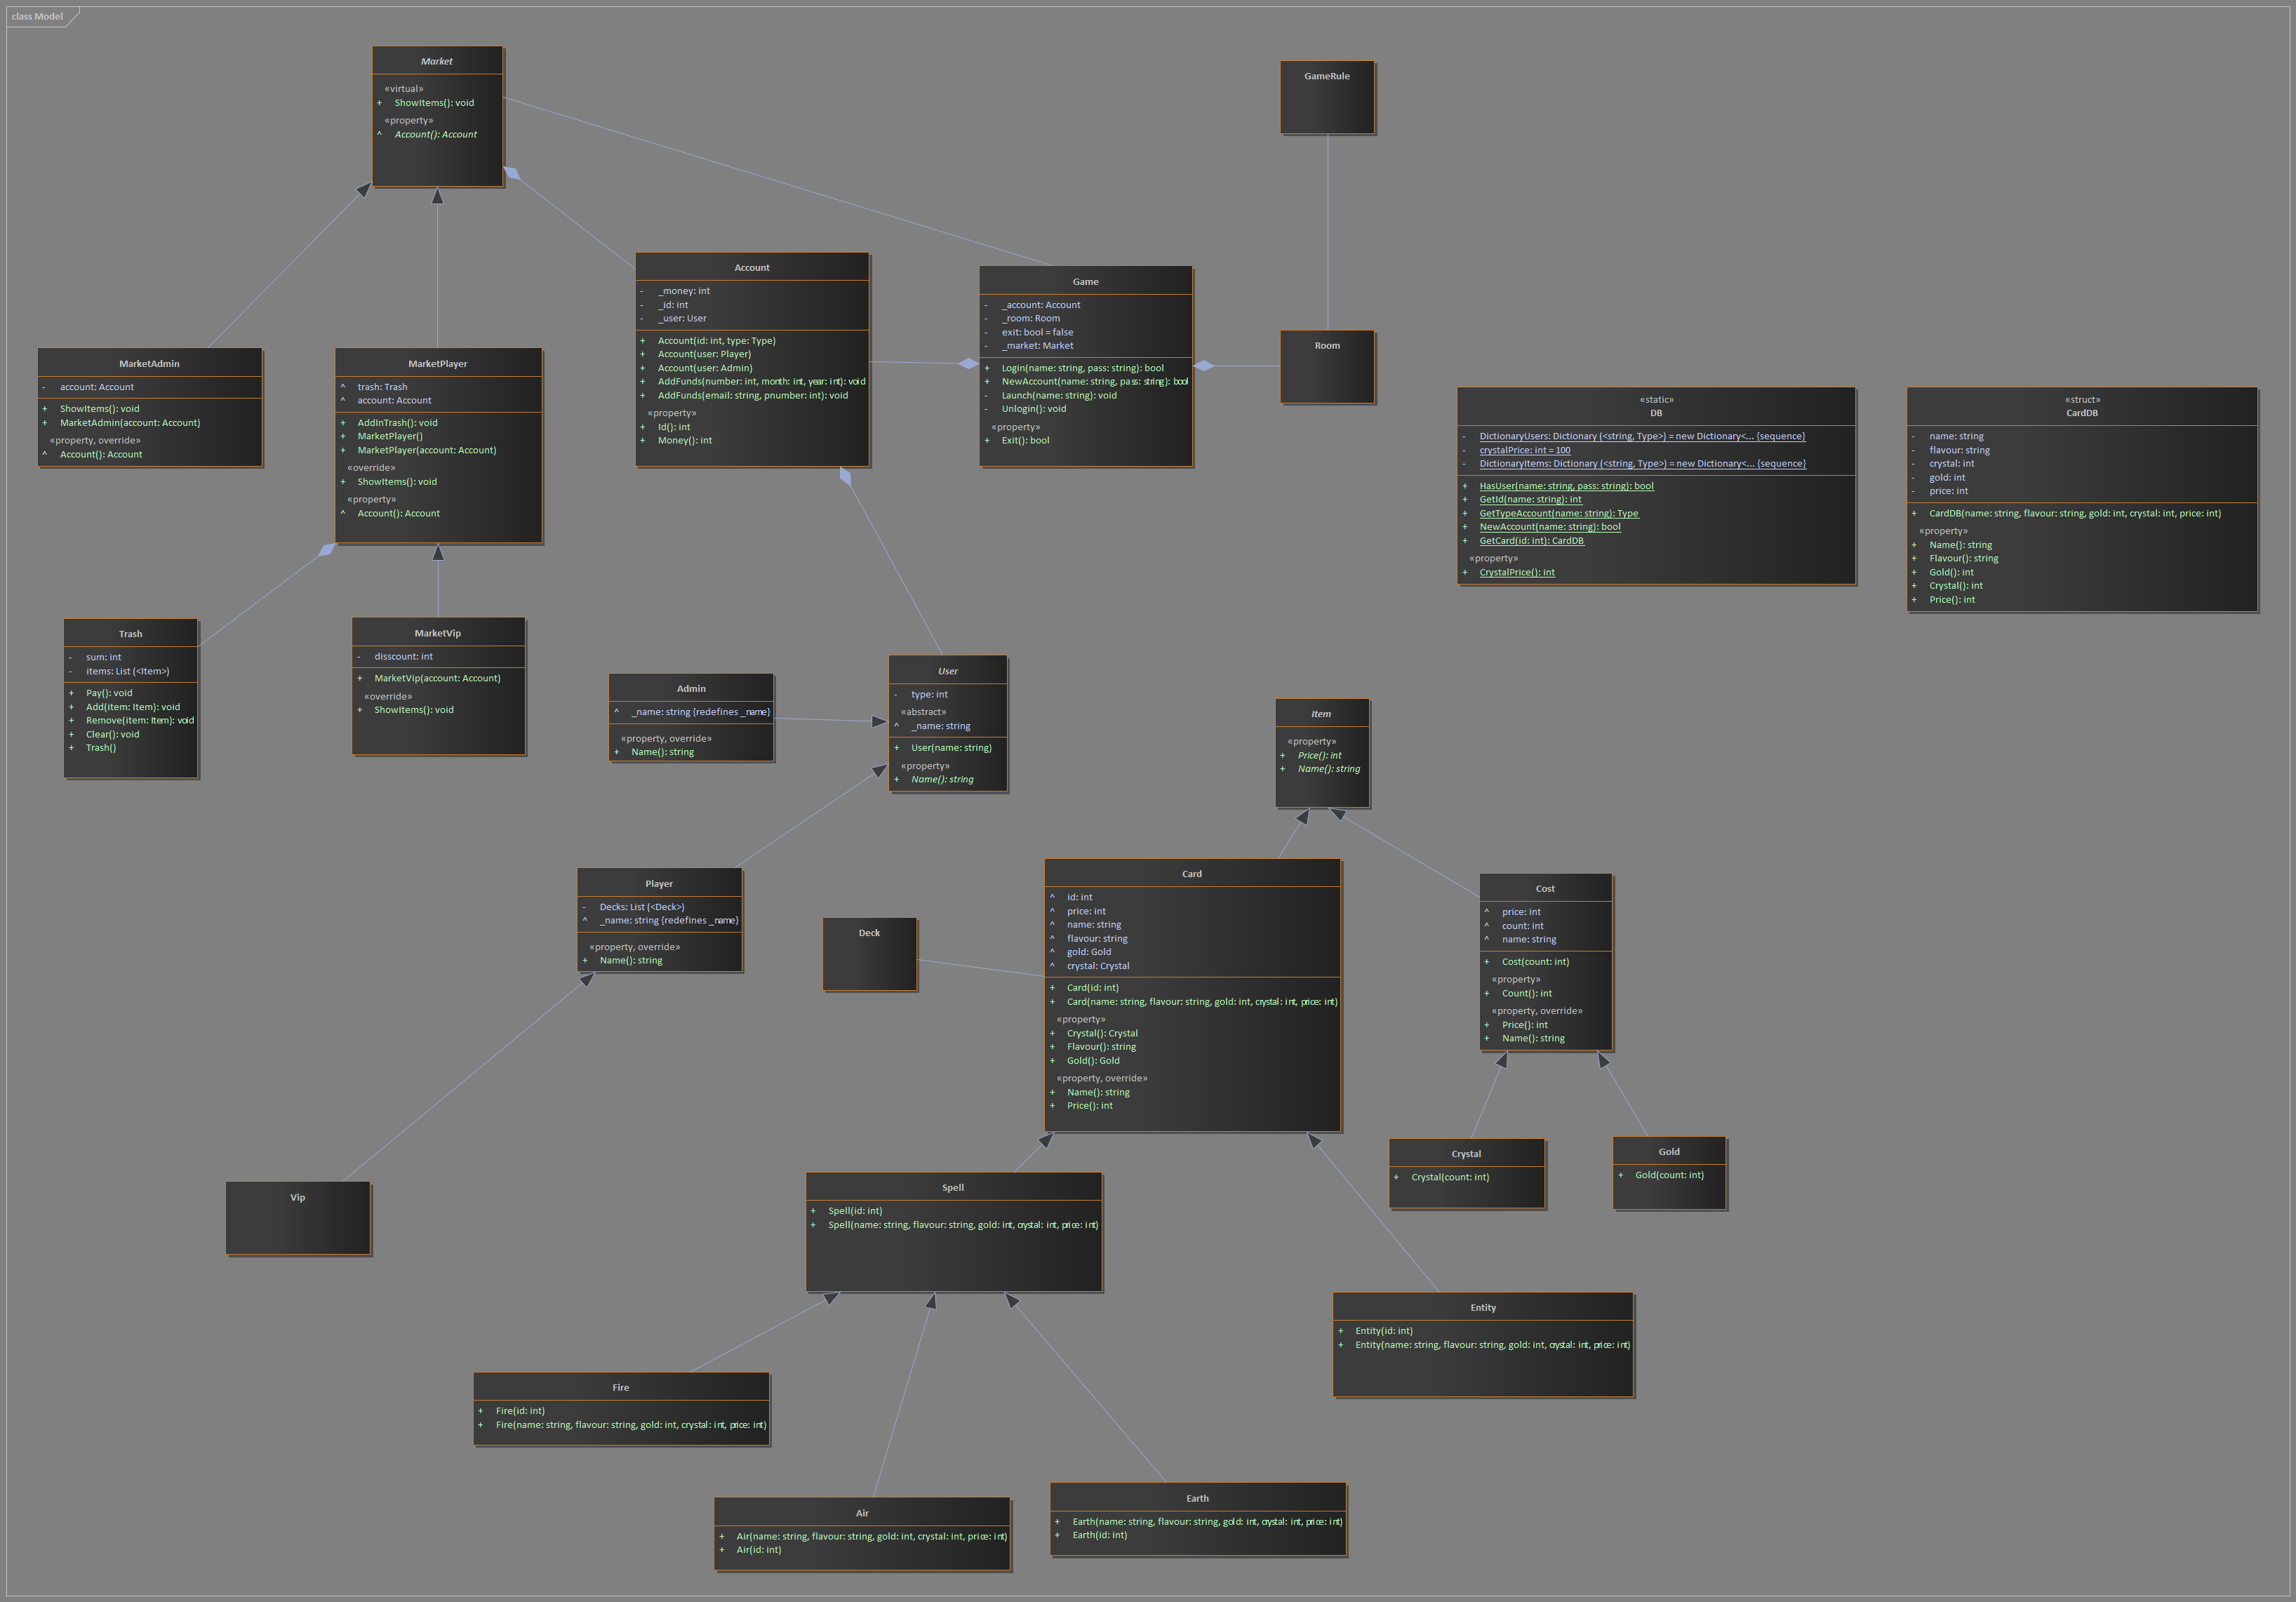 class Model
Market
«virtual»
+ ShowItems(): void
«property»
^ Account(): Account
GameRule
Account
- _money: int
- _id: int
- _user: User
+ Account(id: int, type: Type)
+ Account(user: Player)
+ Account(user: Admin)
+ AddFunds(number: int, month: int, year: int): void
+ AddFunds(email: string, pnumber: int): void
«property»
+ Id(): int
+ Money(): int
Game
- _account: Account
- _room: Room
- exit: bool = false
- _market: Market
+ Login(name: string, pass: string): bool
+ NewAccount(name: string, pass: string): bool
- Launch(name: string): void
- Unlogin(): void
«property»
+ Exit(): bool
Room
MarketAdmin
- account: Account
+ ShowItems(): void
+ MarketAdmin(account: Account)
«property, override»
^ Account(): Account
MarketPlayer
^ trash: Trash
^ account: Account
+ AddInTrash(): void
+ MarketPlayer()
+ MarketPlayer(account: Account)
«override»
+ ShowItems(): void
«property»
^ Account(): Account
«static»
DB
- DictionaryUsers: Dictionary (<string, Type>) = new Dictionary<... {sequence}
- crystalPrice: int = 100
- DictionaryItems: Dictionary (<string, Type>) = new Dictionary<... {sequence}
+ HasUser(name: string, pass: string): bool
+ GetId(name: string): int
+ GetTypeAccount(name: string): Type
+ NewAccount(name: string): bool
+ GetCard(id: int): CardDB
«property»
+ CrystalPrice(): int
«struct»
CardDB
- name: string
- flavour: string
- crystal: int
- gold: int
- price: int
+ CardDB(name: string, flavour: string, gold: int, crystal: int, price: int)
«property»
+ Name(): string
+ Flavour(): string
+ Gold(): int
+ Crystal(): int
+ Price(): int
Trash
- sum: int
- items: List (<Item>)
+ Pay(): void
+ Add(item: Item): void
+ Remove(item: Item): void
+ Clear(): void
+ Trash()
MarketVip
- disscount: int
+ MarketVip(account: Account)
«override»
+ ShowItems(): void
Admin
^ _name: string {redefines _name}
«property, override»
+ Name(): string
User
- type: int
«abstract»
^ _name: string
+ User(name: string)
«property»
+ Name(): string
Item
«property»
+ Price(): int
+ Name(): string
Player
- Decks: List (<Deck>)
^ _name: string {redefines _name}
«property, override»
+ Name(): string
Deck
Card
^ id: int
^ price: int
^ name: string
^ flavour: string
^ gold: Gold
^ crystal: Crystal
+ Card(id: int)
+ Card(name: string, flavour: string, gold: int, crystal: int, price: int)
«property»
+ Crystal(): Crystal
+ Flavour(): string
+ Gold(): Gold
«property, override»
+ Name(): string
+ Price(): int
Cost
^ price: int
^ count: int
^ name: string
+ Cost(count: int)
«property»
+ Count(): int
«property, override»
+ Price(): int
+ Name(): string
Crystal
+ Crystal(count: int)
Gold
+ Gold(count: int)
Vip
Spell
+ Spell(id: int)
+ Spell(name: string, flavour: string, gold: int, crystal: int, price: int)
Entity
+ Entity(id: int)
+ Entity(name: string, flavour: string, gold: int, crystal: int, price: int)
Fire
+ Fire(id: int)
+ Fire(name: string, flavour: string, gold: int, crystal: int, price: int)
Air
+ Air(name: string, flavour: string, gold: int, crystal: int, price: int)
+ Air(id: int)
Earth
+ Earth(name: string, flavour: string, gold: int, crystal: int, price: int)
+ Earth(id: int)